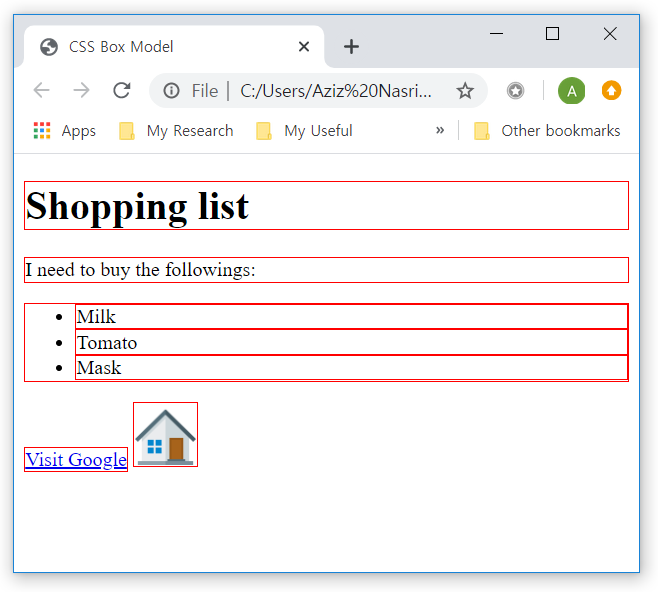 CSS Box Model
File | C:/Users/Aziz%20Nasri...
A
Apps My Research My Useful » Other bookmarks
Shopping list
I need to buy the followings:
• Milk
• Tomato
• Mask
Visit Google